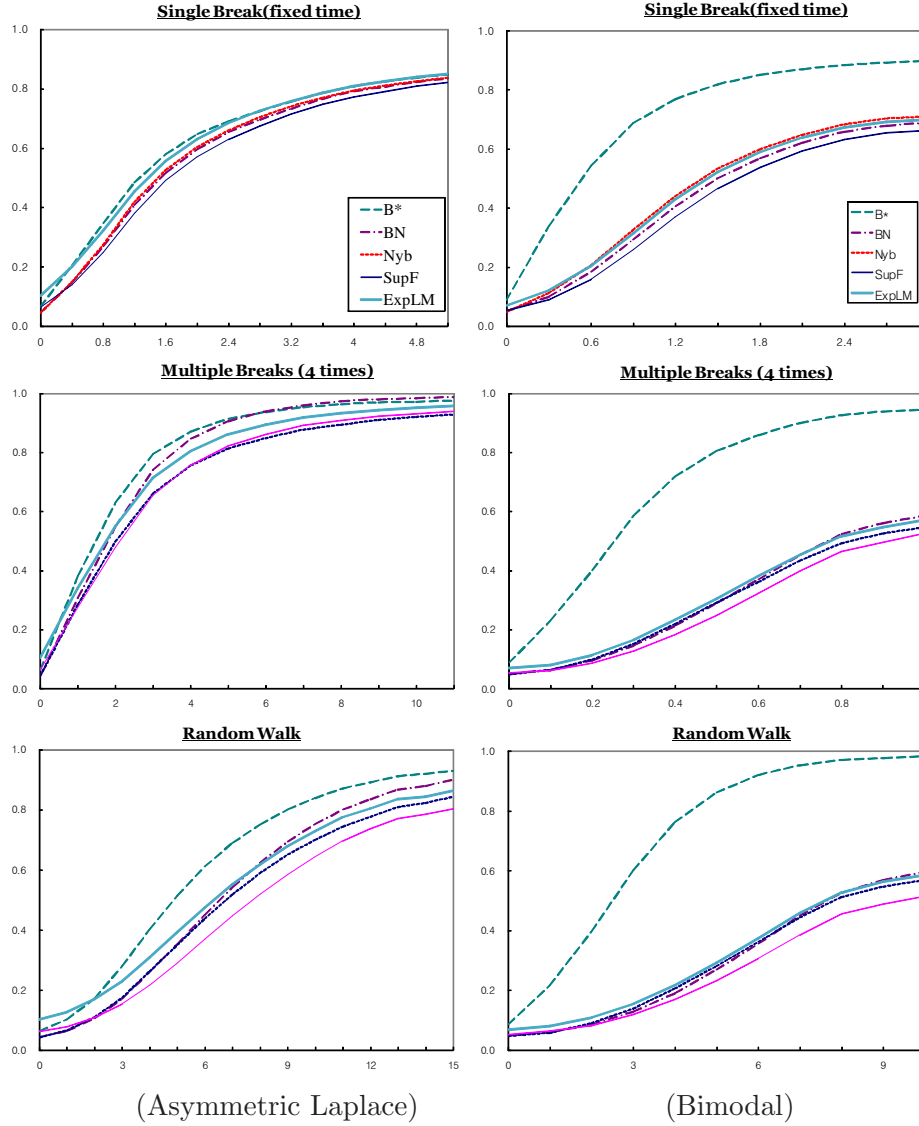 Single Break(fixed time)
1.0
0.8
0.6
0.4
0.2
0.0
B*
BN
Nyb
SupF
ExpLM
0 0.8 1.6 2.4 3.2 4 4.8
Single Break(fixed time)
1.0
0.8
0.6
0.4
0.2
0.0
B*
BN
Nyb
SupF
ExpLM
0 0.6 1.2 1.8 2.4
Multiple Breaks (4 times)
1.0
0.8
0.6
0.4
0.2
0.0
0 2 4 6 8 10
Multiple Breaks (4 times)
1.0
0.8
0.6
0.4
0.2
0.0
0 0.2 0.4 0.6 0.8
Random Walk
1.0
0.8
0.6
0.4
0.2
0.0
0 3 6 9 12 15
Random Walk
1.0
0.8
0.6
0.4
0.2
0.0
0 3 6 9
(Asymmetric Laplace)
(Bimodal)